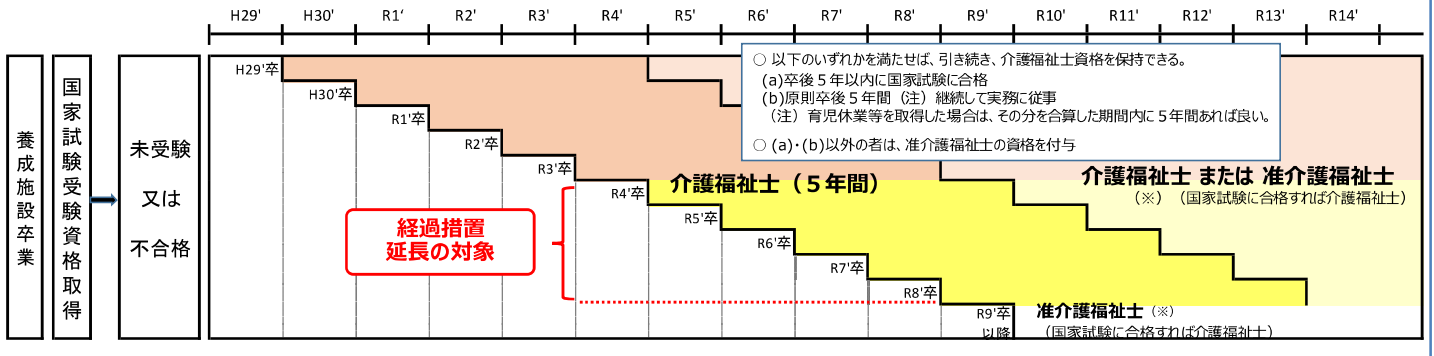 H29' H30' R1‘ R2' R3' R4' R5' R6' R7' R8' R9' R10' R11' R12' R13' R14'
養成施設卒業
国家試験受験資格取得
未受験
又は
不合格
H29'卒
H30'卒
R1'卒
R2'卒
R3'卒
R4'卒
R5'卒
R6'卒
R7'卒
R8'卒
R9'卒
以降
○ 以下のいずれかを満たせば、引き続き、介護福祉士資格を保持できる。
(a)卒後５年以内に国家試験に合格
(b)原則卒後５年間（注）継続して実務に従事
（注）育児休業等を取得した場合は、その分を合算した期間内に５年間あれば良い。
○ (a)・(b)以外の者は、准介護福祉士の資格を付与
介護福祉士（５年間）
介護福祉士 または 准介護福祉士
（※）（国家試験に合格すれば介護福祉士）
経過措置
延長の対象
准介護福祉士（※）
（国家試験に合格すれば介護福祉士）